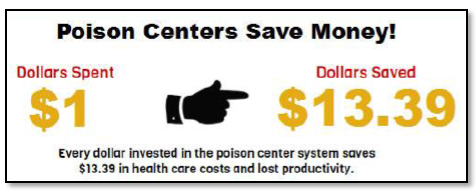 Poison Centers Save Money!
Dollars Spent
$1
Dollars Saved
$13.39
Every dollar invested in the poison center system saves
$13.39 in health care costs and lost productivity.